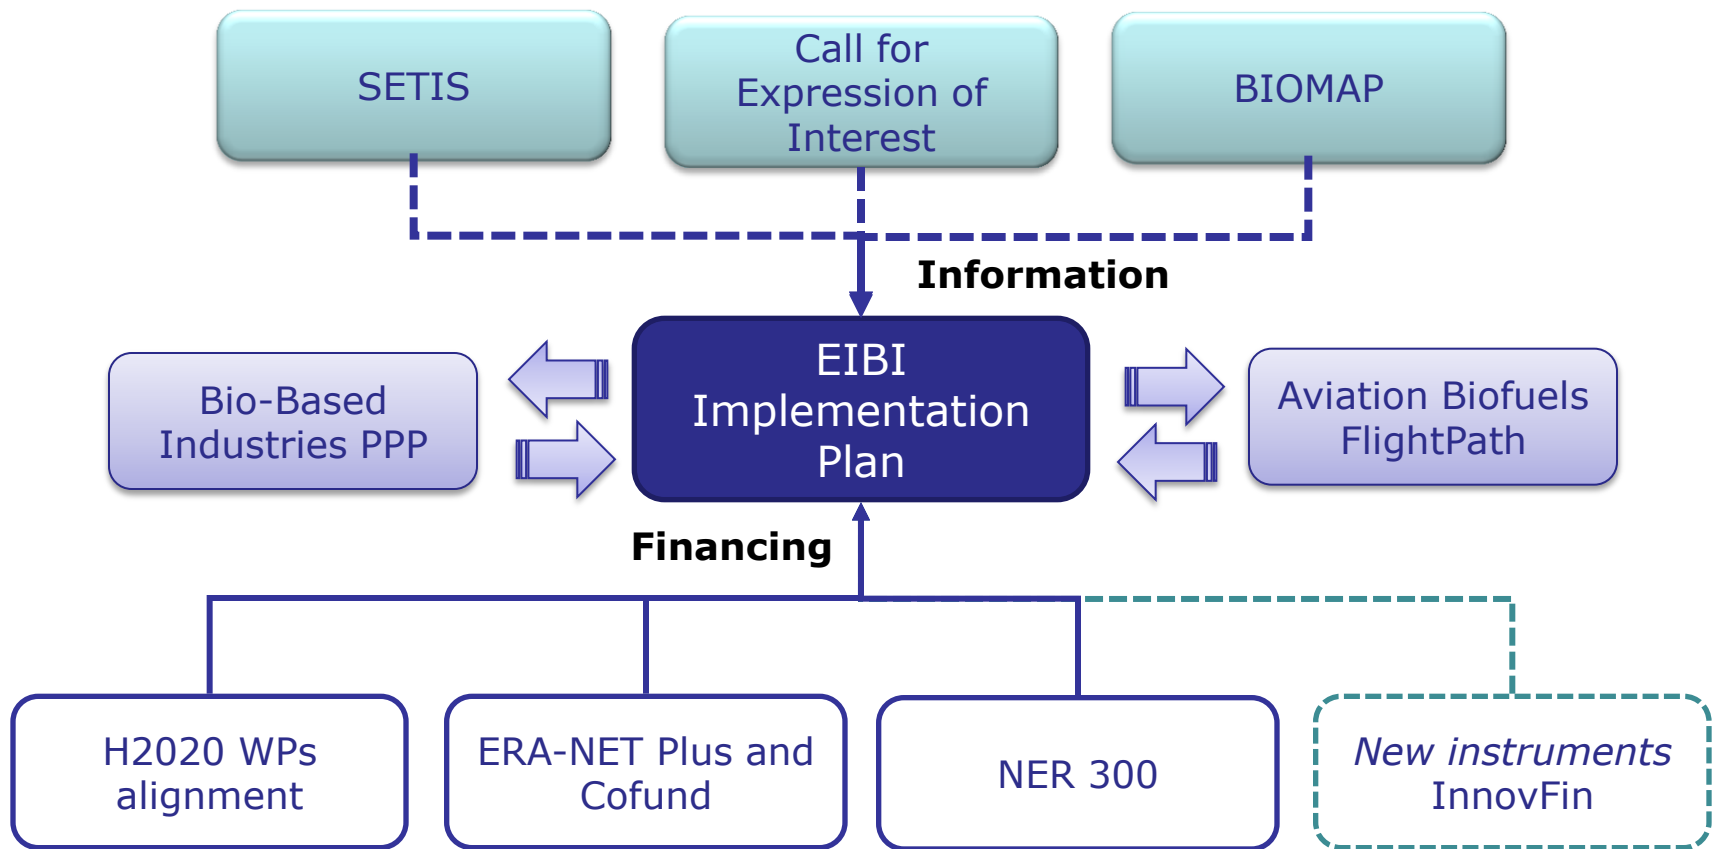 SETIS
Call for
Expression of
Interest
BIOMAP
Information
Bio-Based
Industries PPP
EIBI
Implementation
Plan
Aviation Biofuels
FlightPath
Financing
H2020 WPs
alignment
ERA-NET Plus and
Cofund
NER 300
New instruments
InnovFin